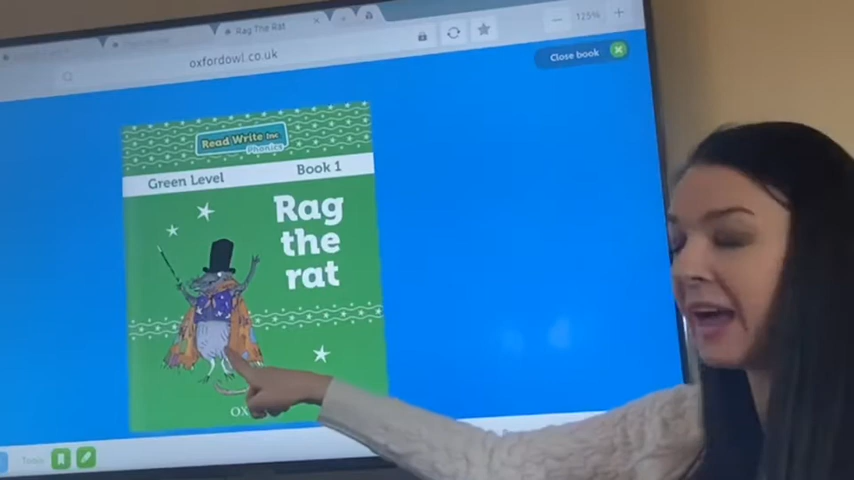 Rag The Rat
oxfordowl.co.uk
125%
Close book
Read Write Inc
Phonics
Green Level
Book 1
Rag
the
rat
OX
Tools